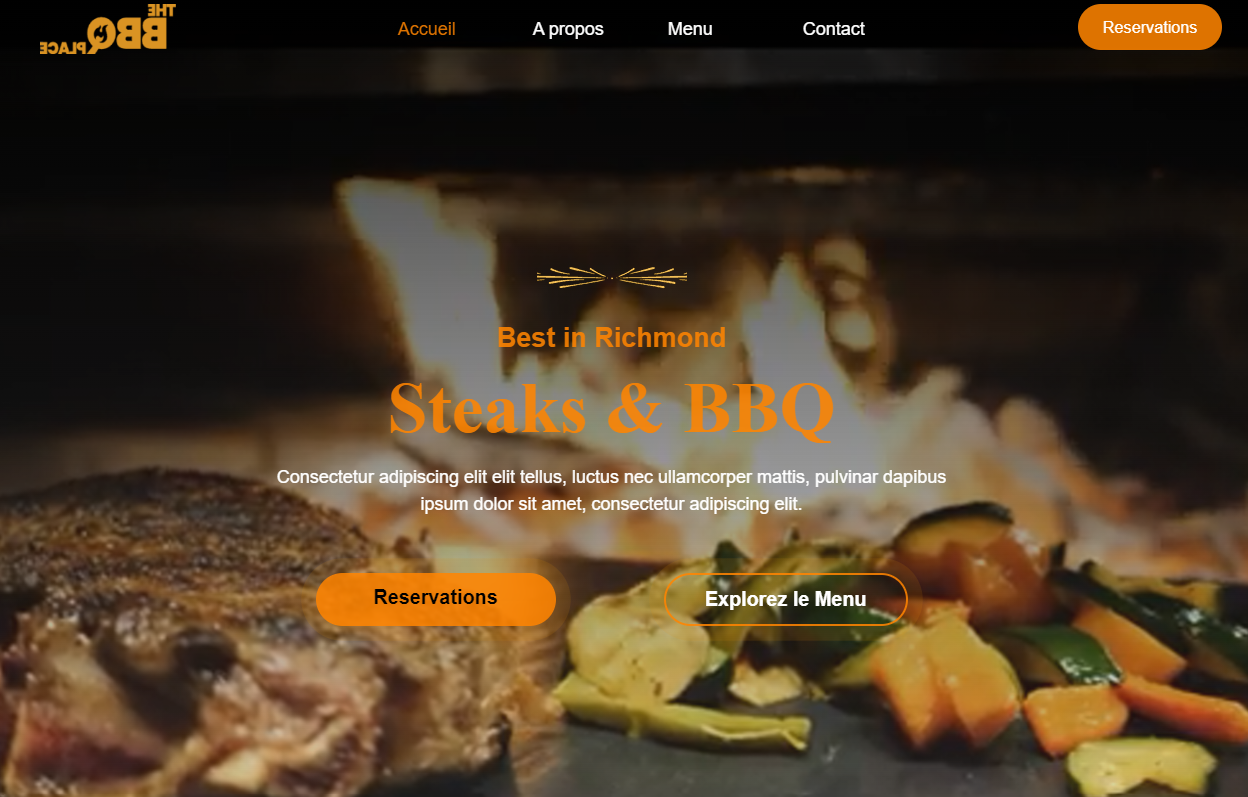 THE
BBQ
PLACE
Accueil
A propos
Menu
Contact
Reservations
Best in Richmond
Steaks & BBQ
Consectetur adipiscing elit elit tellus, luctus nec ullamcorper mattis, pulvinar dapibus
ipsum dolor sit amet, consectetur adipiscing elit.
Reservations
Explorez le Menu